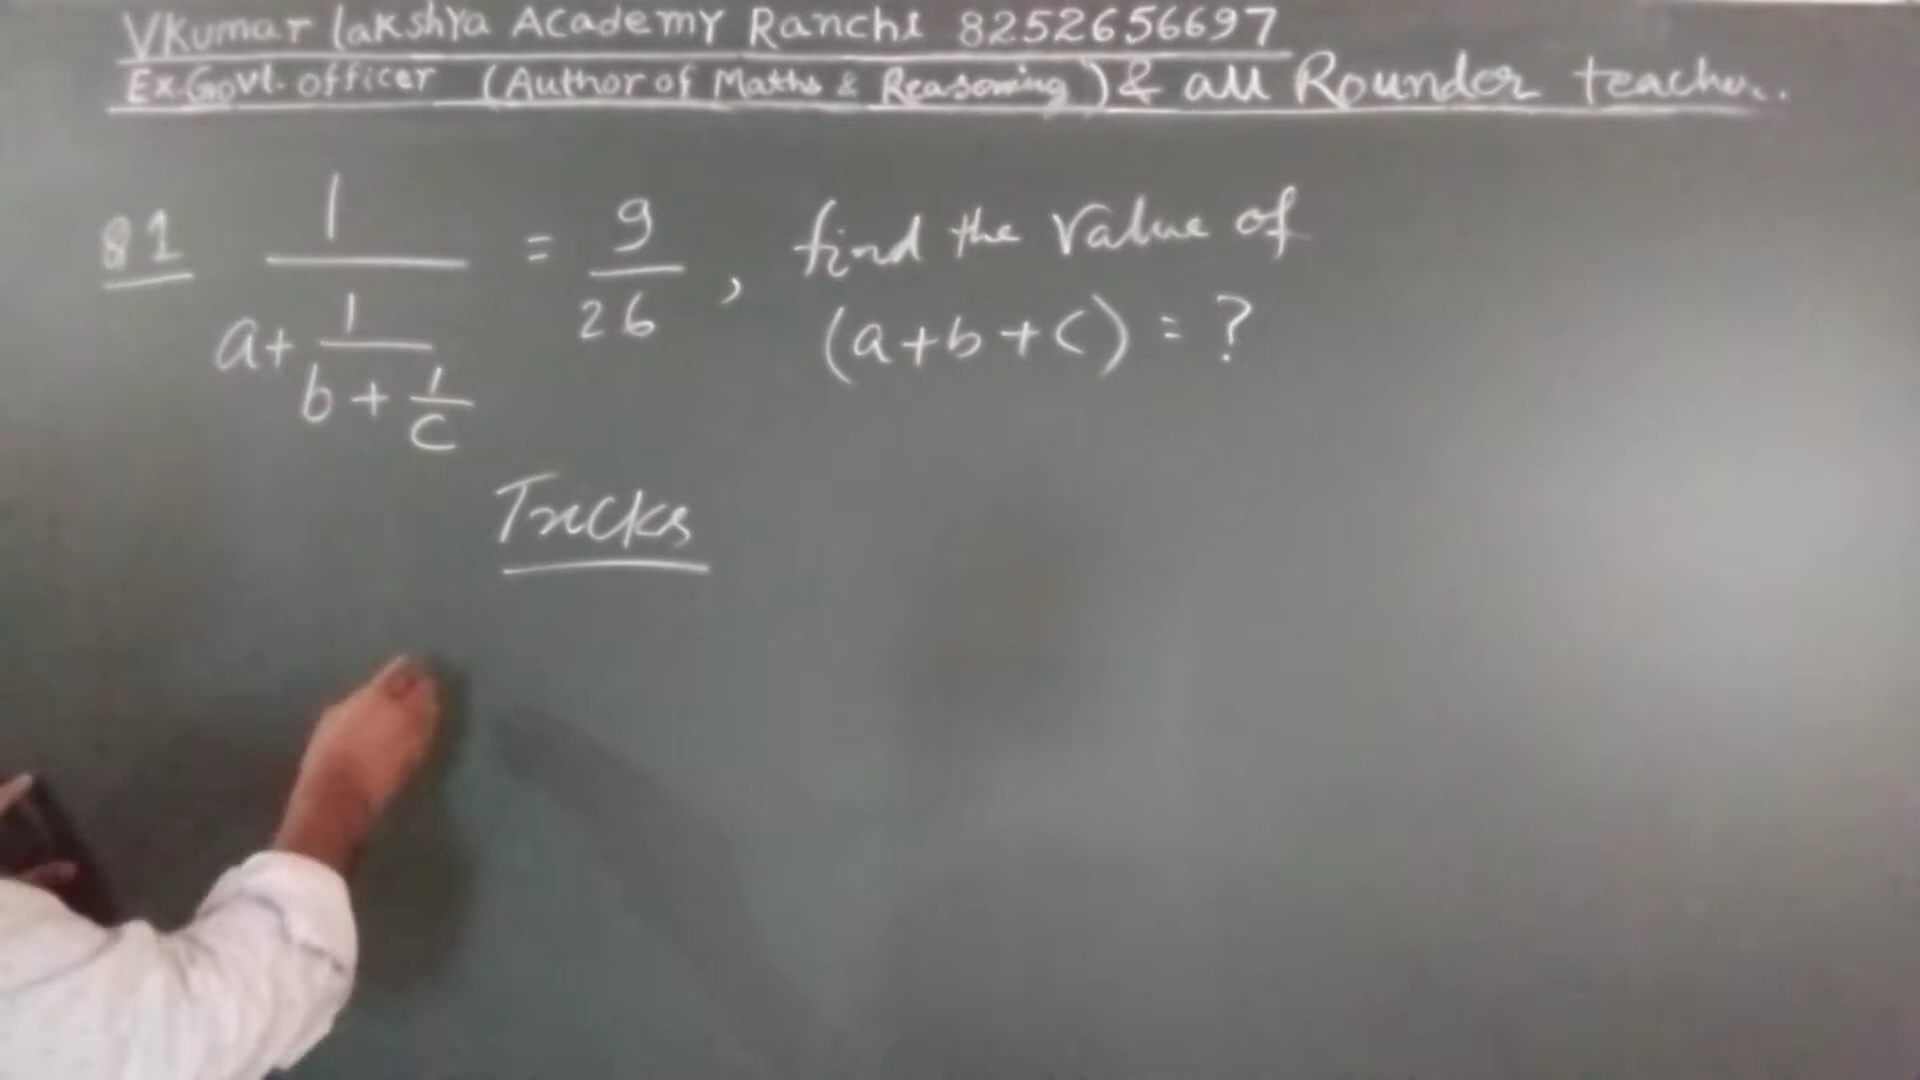 VKumar lakshya Academy Ranchi 8252656697
Ex.Govt. officer (Author of Maths & Reasoning) & all Rounder teacher..
81 1/(a+1/(b+1/c)) = 9/26, find the value of
(a+b+c) = ?
Tricks